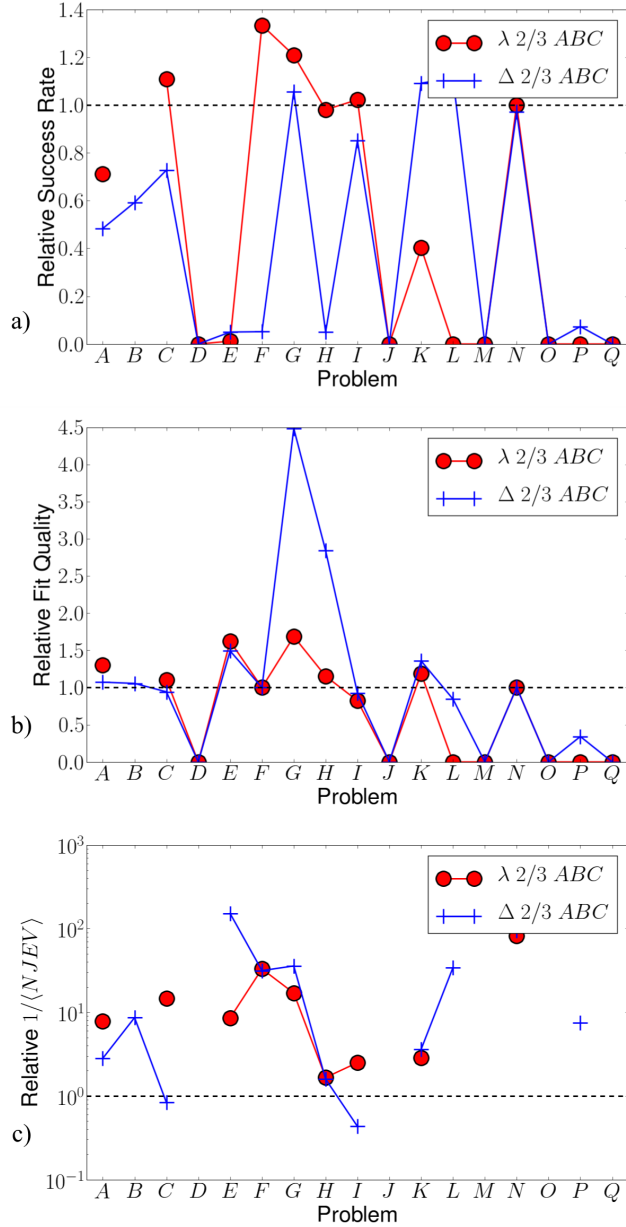 1.4
1.2
1.0
0.8
0.6
0.4
0.2
0.0
Relative Success Rate
λ 2/3 ABC
Δ 2/3 ABC
A B C D E F G H I J K L M N O P Q
Problem
a)
4.5
4.0
3.5
3.0
2.5
2.0
1.5
1.0
0.5
0.0
Relative Fit Quality
λ 2/3 ABC
Δ 2/3 ABC
A B C D E F G H I J K L M N O P Q
Problem
b)
10³
10²
10¹
10⁰
10⁻¹
Relative 1/⟨NJEV⟩
λ 2/3 ABC
Δ 2/3 ABC
A B C D E F G H I J K L M N O P Q
Problem
c)